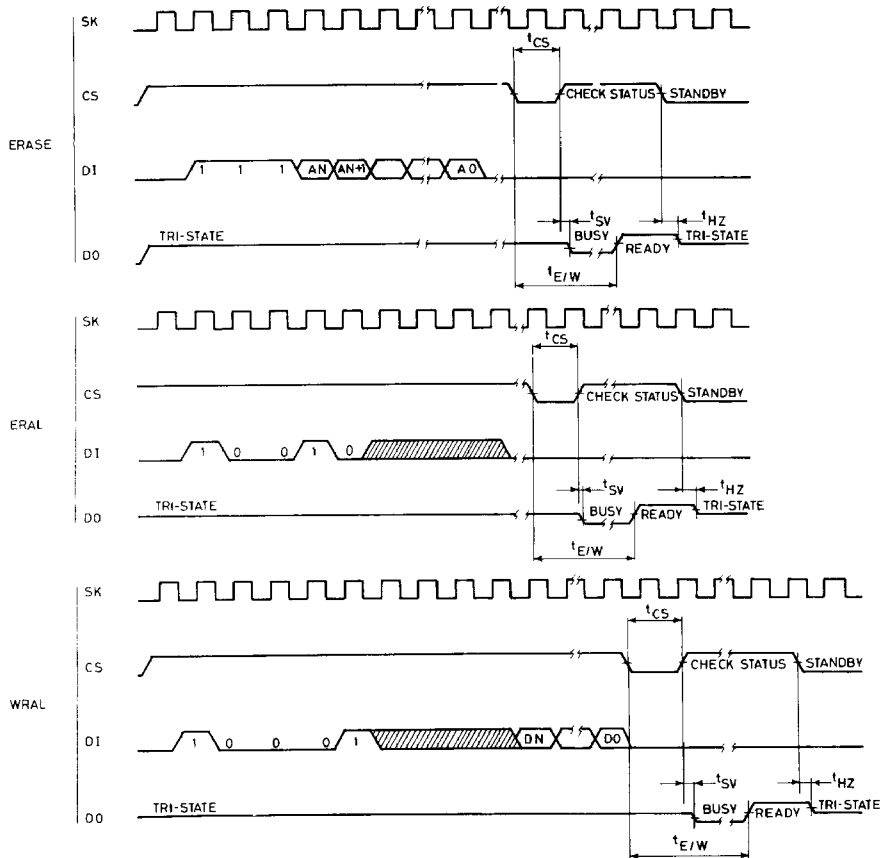 SK
tCS
CS CHECK STATUS STANDBY
ERASE
DI 1 1 1 AN AN+1 A0
tSV tHZ
TRI-STATE BUSY READY TRI-STATE
DO
tE/W
SK
tCS
CS CHECK STATUS STANDBY
ERAL
DI 1 0 0 1 0
tSV tHZ
TRI-STATE BUSY READY TRI-STATE
DO
tE/W
SK
tCS
CS CHECK STATUS STANDBY
WRAL
DI 1 0 0 0 1 DN D0
tSV tHZ
TRI-STATE BUSY READY TRI-STATE
DO
tE/W